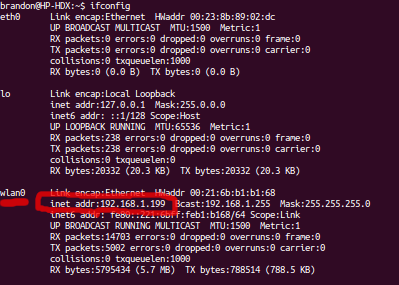 brandon@HP-HDX:~$ ifconfig
eth0 Link encap:Ethernet HWaddr 00:23:8b:89:02:dc
UP BROADCAST MULTICAST MTU:1500 Metric:1
RX packets:0 errors:0 dropped:0 overruns:0 frame:0
TX packets:0 errors:0 dropped:0 overruns:0 carrier:0
collisions:0 txqueuelen:1000
RX bytes:0 (0.0 B) TX bytes:0 (0.0 B)
lo Link encap:Local Loopback
inet addr:127.0.0.1 Mask:255.0.0.0
inet6 addr: ::1/128 Scope:Host
UP LOOPBACK RUNNING MTU:65536 Metric:1
RX packets:238 errors:0 dropped:0 overruns:0 frame:0
TX packets:238 errors:0 dropped:0 overruns:0 carrier:0
collisions:0 txqueuelen:0
RX bytes:20332 (20.3 KB) TX bytes:20332 (20.3 KB)
wlan0 Link encap:Ethernet HWaddr 00:21:6b:b1:b1:68
inet addr:192.168.1.199 Bcast:192.168.1.255 Mask:255.255.255.0
inet6 addr: fe80::221:6bff:feb1:b168/64 Scope:Link
UP BROADCAST RUNNING MULTICAST MTU:1500 Metric:1
RX packets:14703 errors:0 dropped:0 overruns:0 frame:0
TX packets:5002 errors:0 dropped:0 overruns:0 carrier:0
collisions:0 txqueuelen:1000
RX bytes:5795434 (5.7 MB) TX bytes:788514 (788.5 KB)